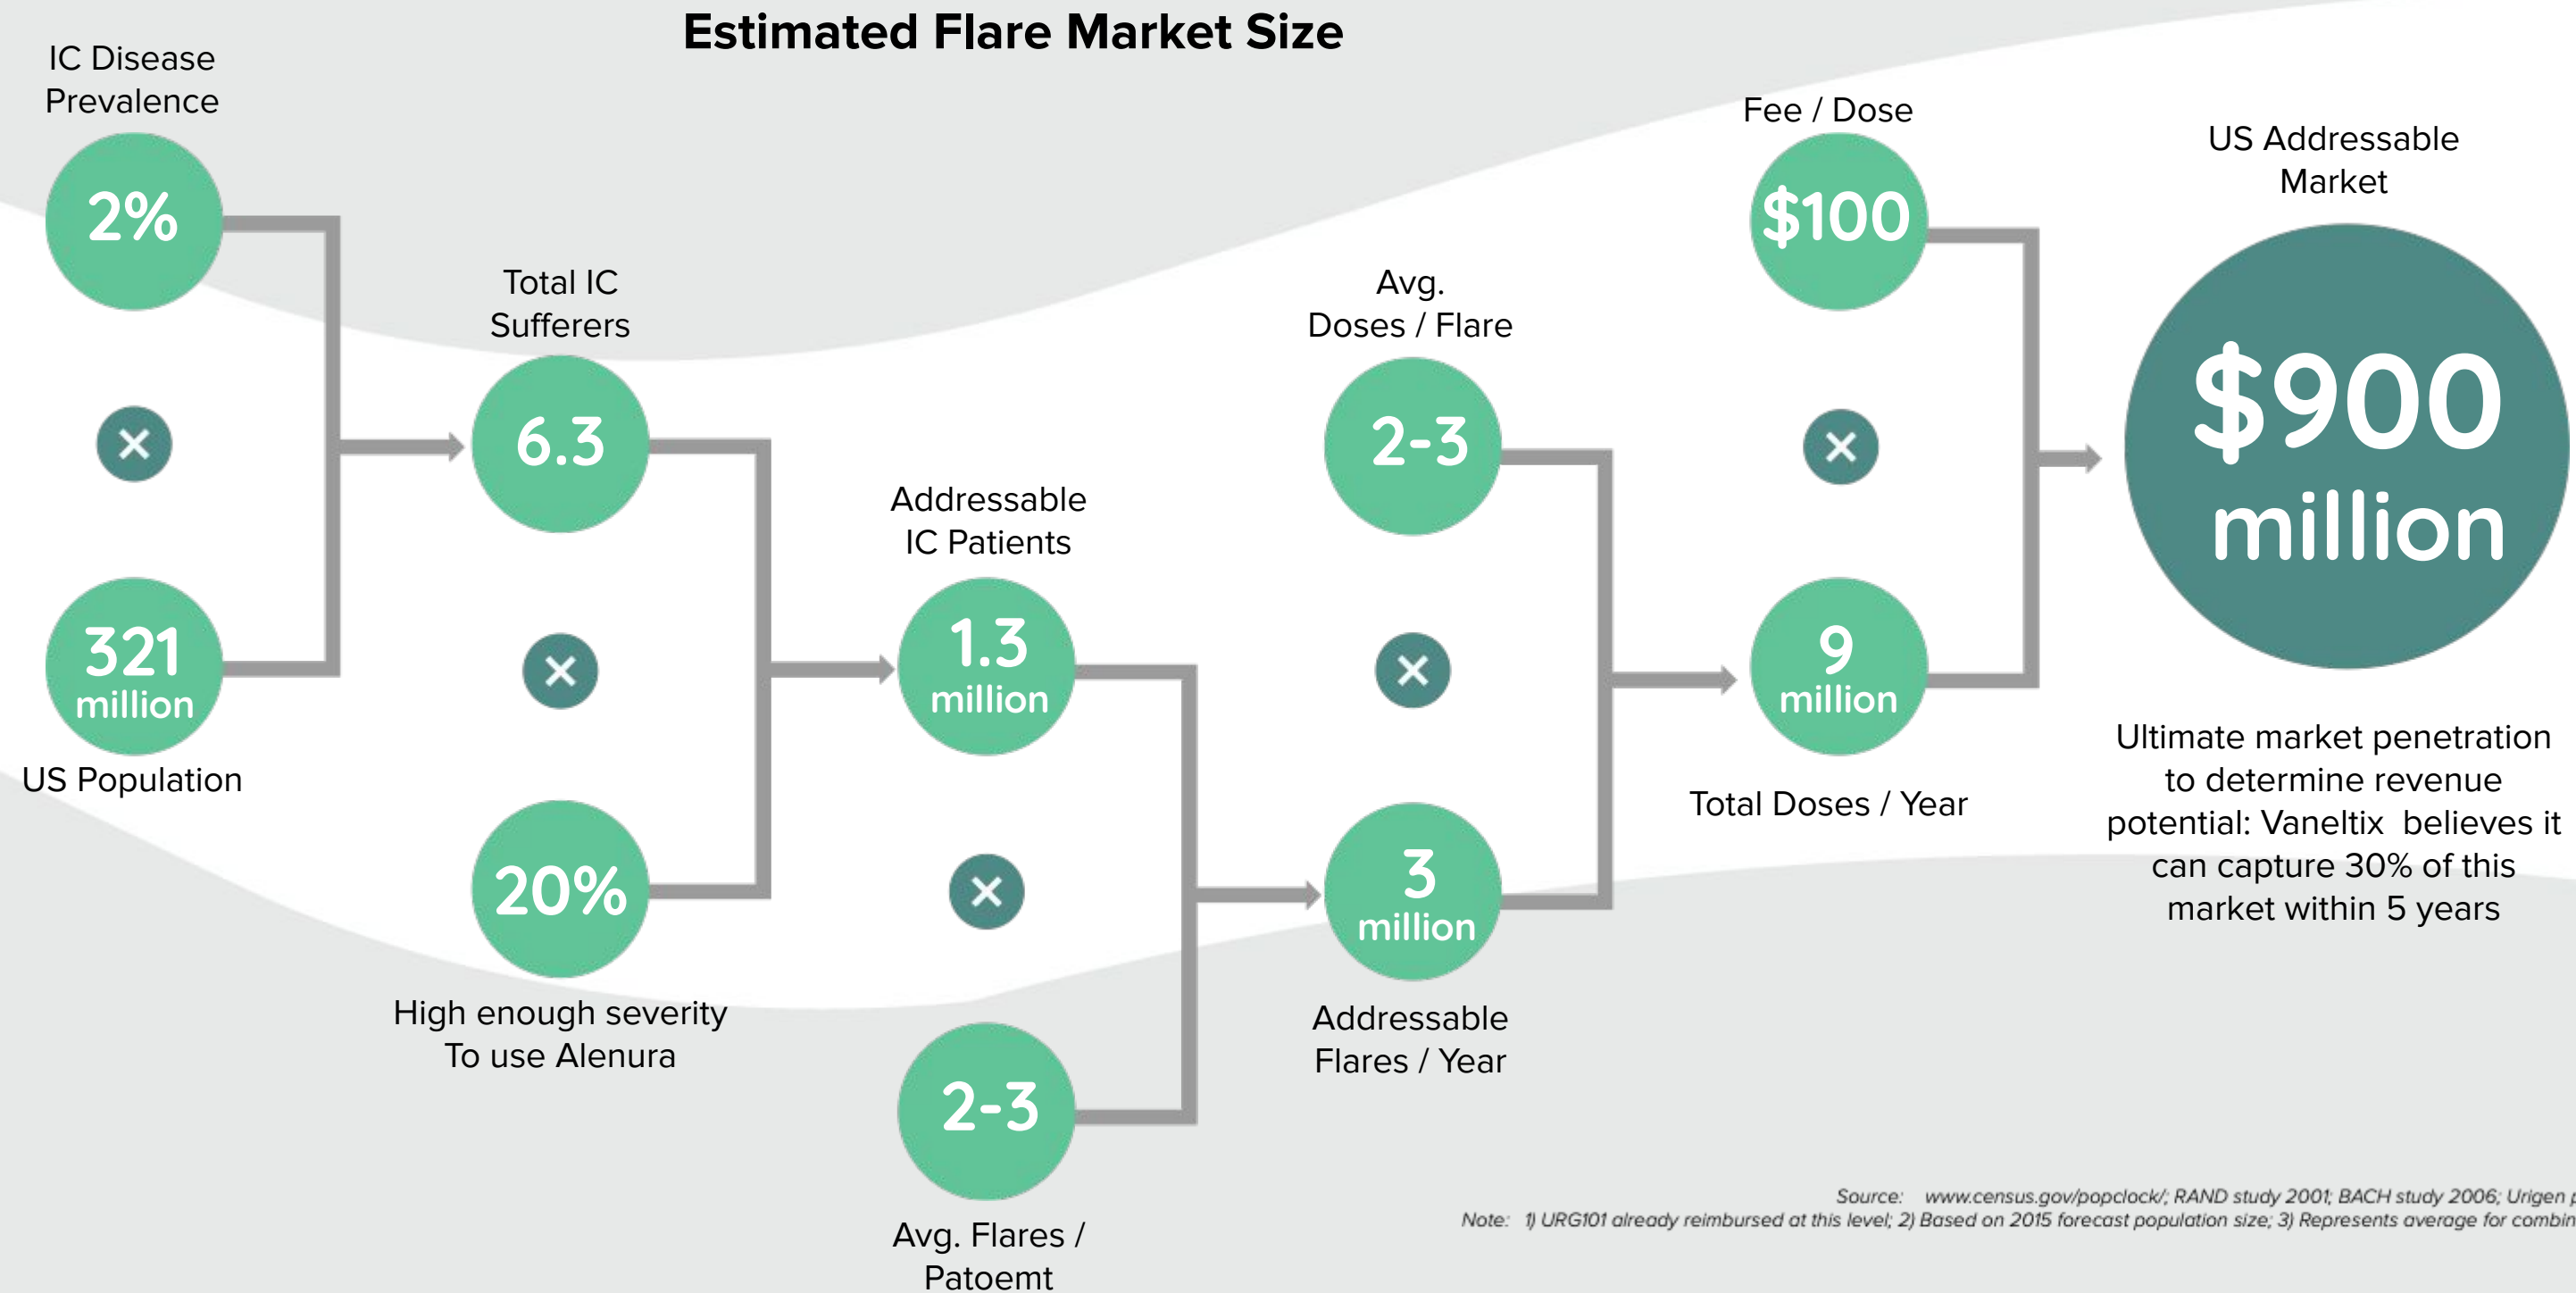 Estimated Flare Market Size
IC Disease
Prevalence
2%
×
321
million
US Population
Total IC
Sufferers
6.3
×
20%
High enough severity
To use Alenura
Addressable
IC Patients
1.3
million
×
2-3
Avg. Flares /
Patoemt
Avg.
Doses / Flare
2-3
×
3
million
Addressable
Flares / Year
Fee / Dose
$100
×
9
million
Total Doses / Year
US Addressable
Market
$900
million
Ultimate market penetration
to determine revenue
potential: Vaneltix believes it
can capture 30% of this
market within 5 years
Source: www.census.gov/popclock/; RAND study 2001; BACH study 2006; Urigen
Note: 1) URG101 already reimbursed at this level; 2) Based on 2015 forecast population size; 3) Represents average for